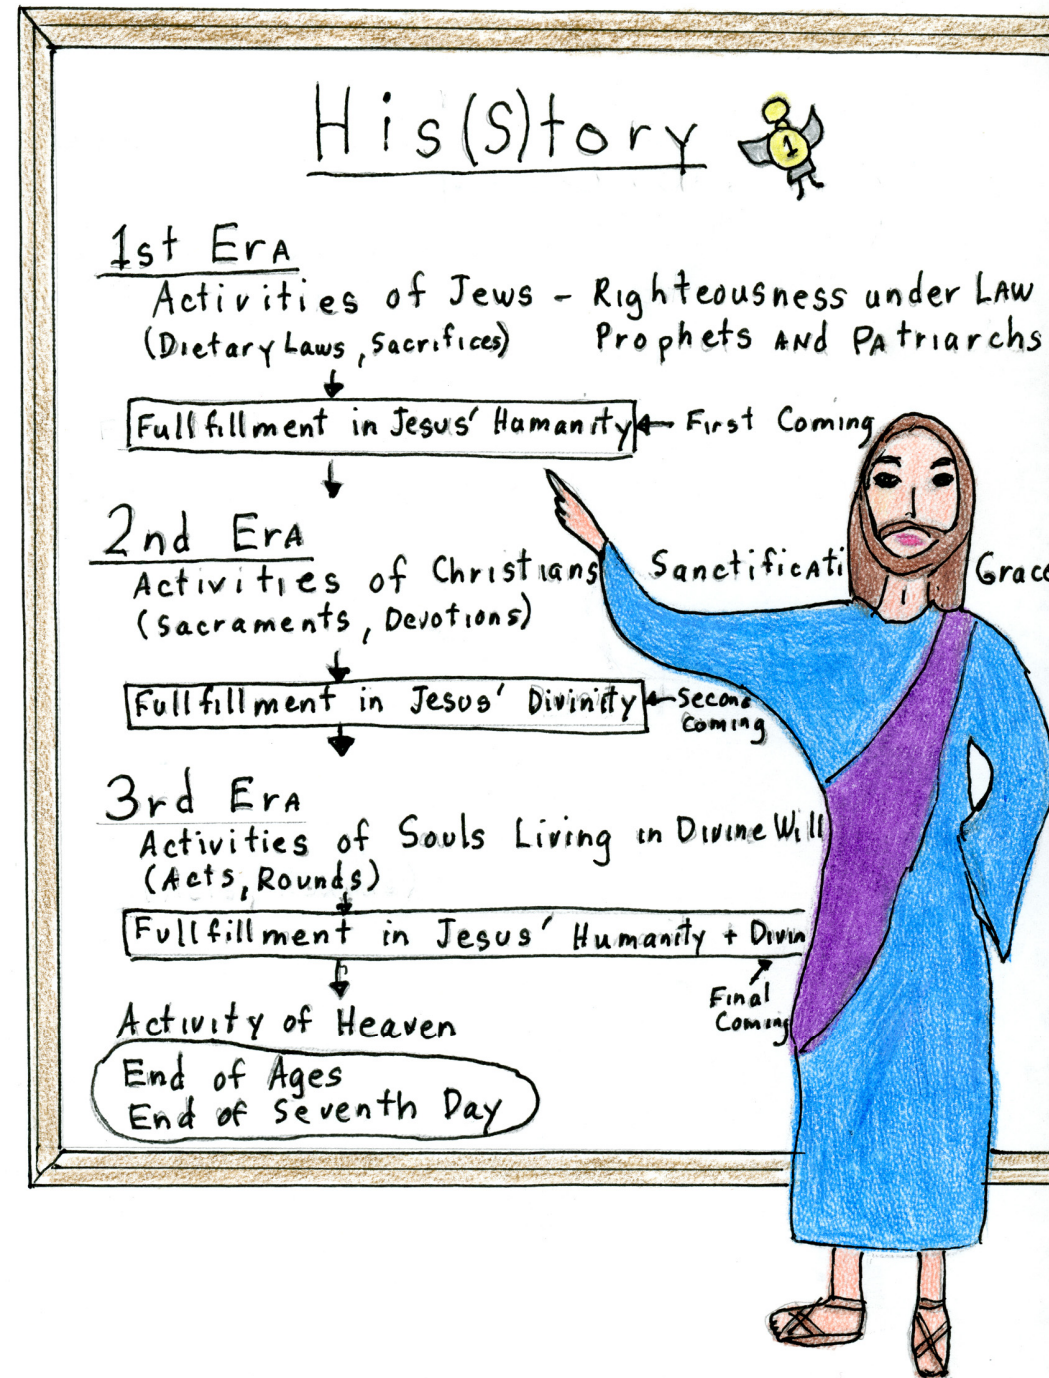 His(S)tory
1
1st Era
Activities of Jews - Righteousness under Law
(Dietary Laws, Sacrifices) Prophets and Patriarchs
Fullfillment in Jesus' Humanity First Coming
2nd Era
Activities of Christians Sanctificati Grace
(Sacraments, Devotions)
Fullfillment in Jesus' Divinity Second
Coming
3rd Era
Activities of Souls Living in Divine Will
(Acts, Rounds)
Fullfillment in Jesus' Humanity + Divin
Final
Coming
Activity of Heaven
End of Ages
End of Seventh Day